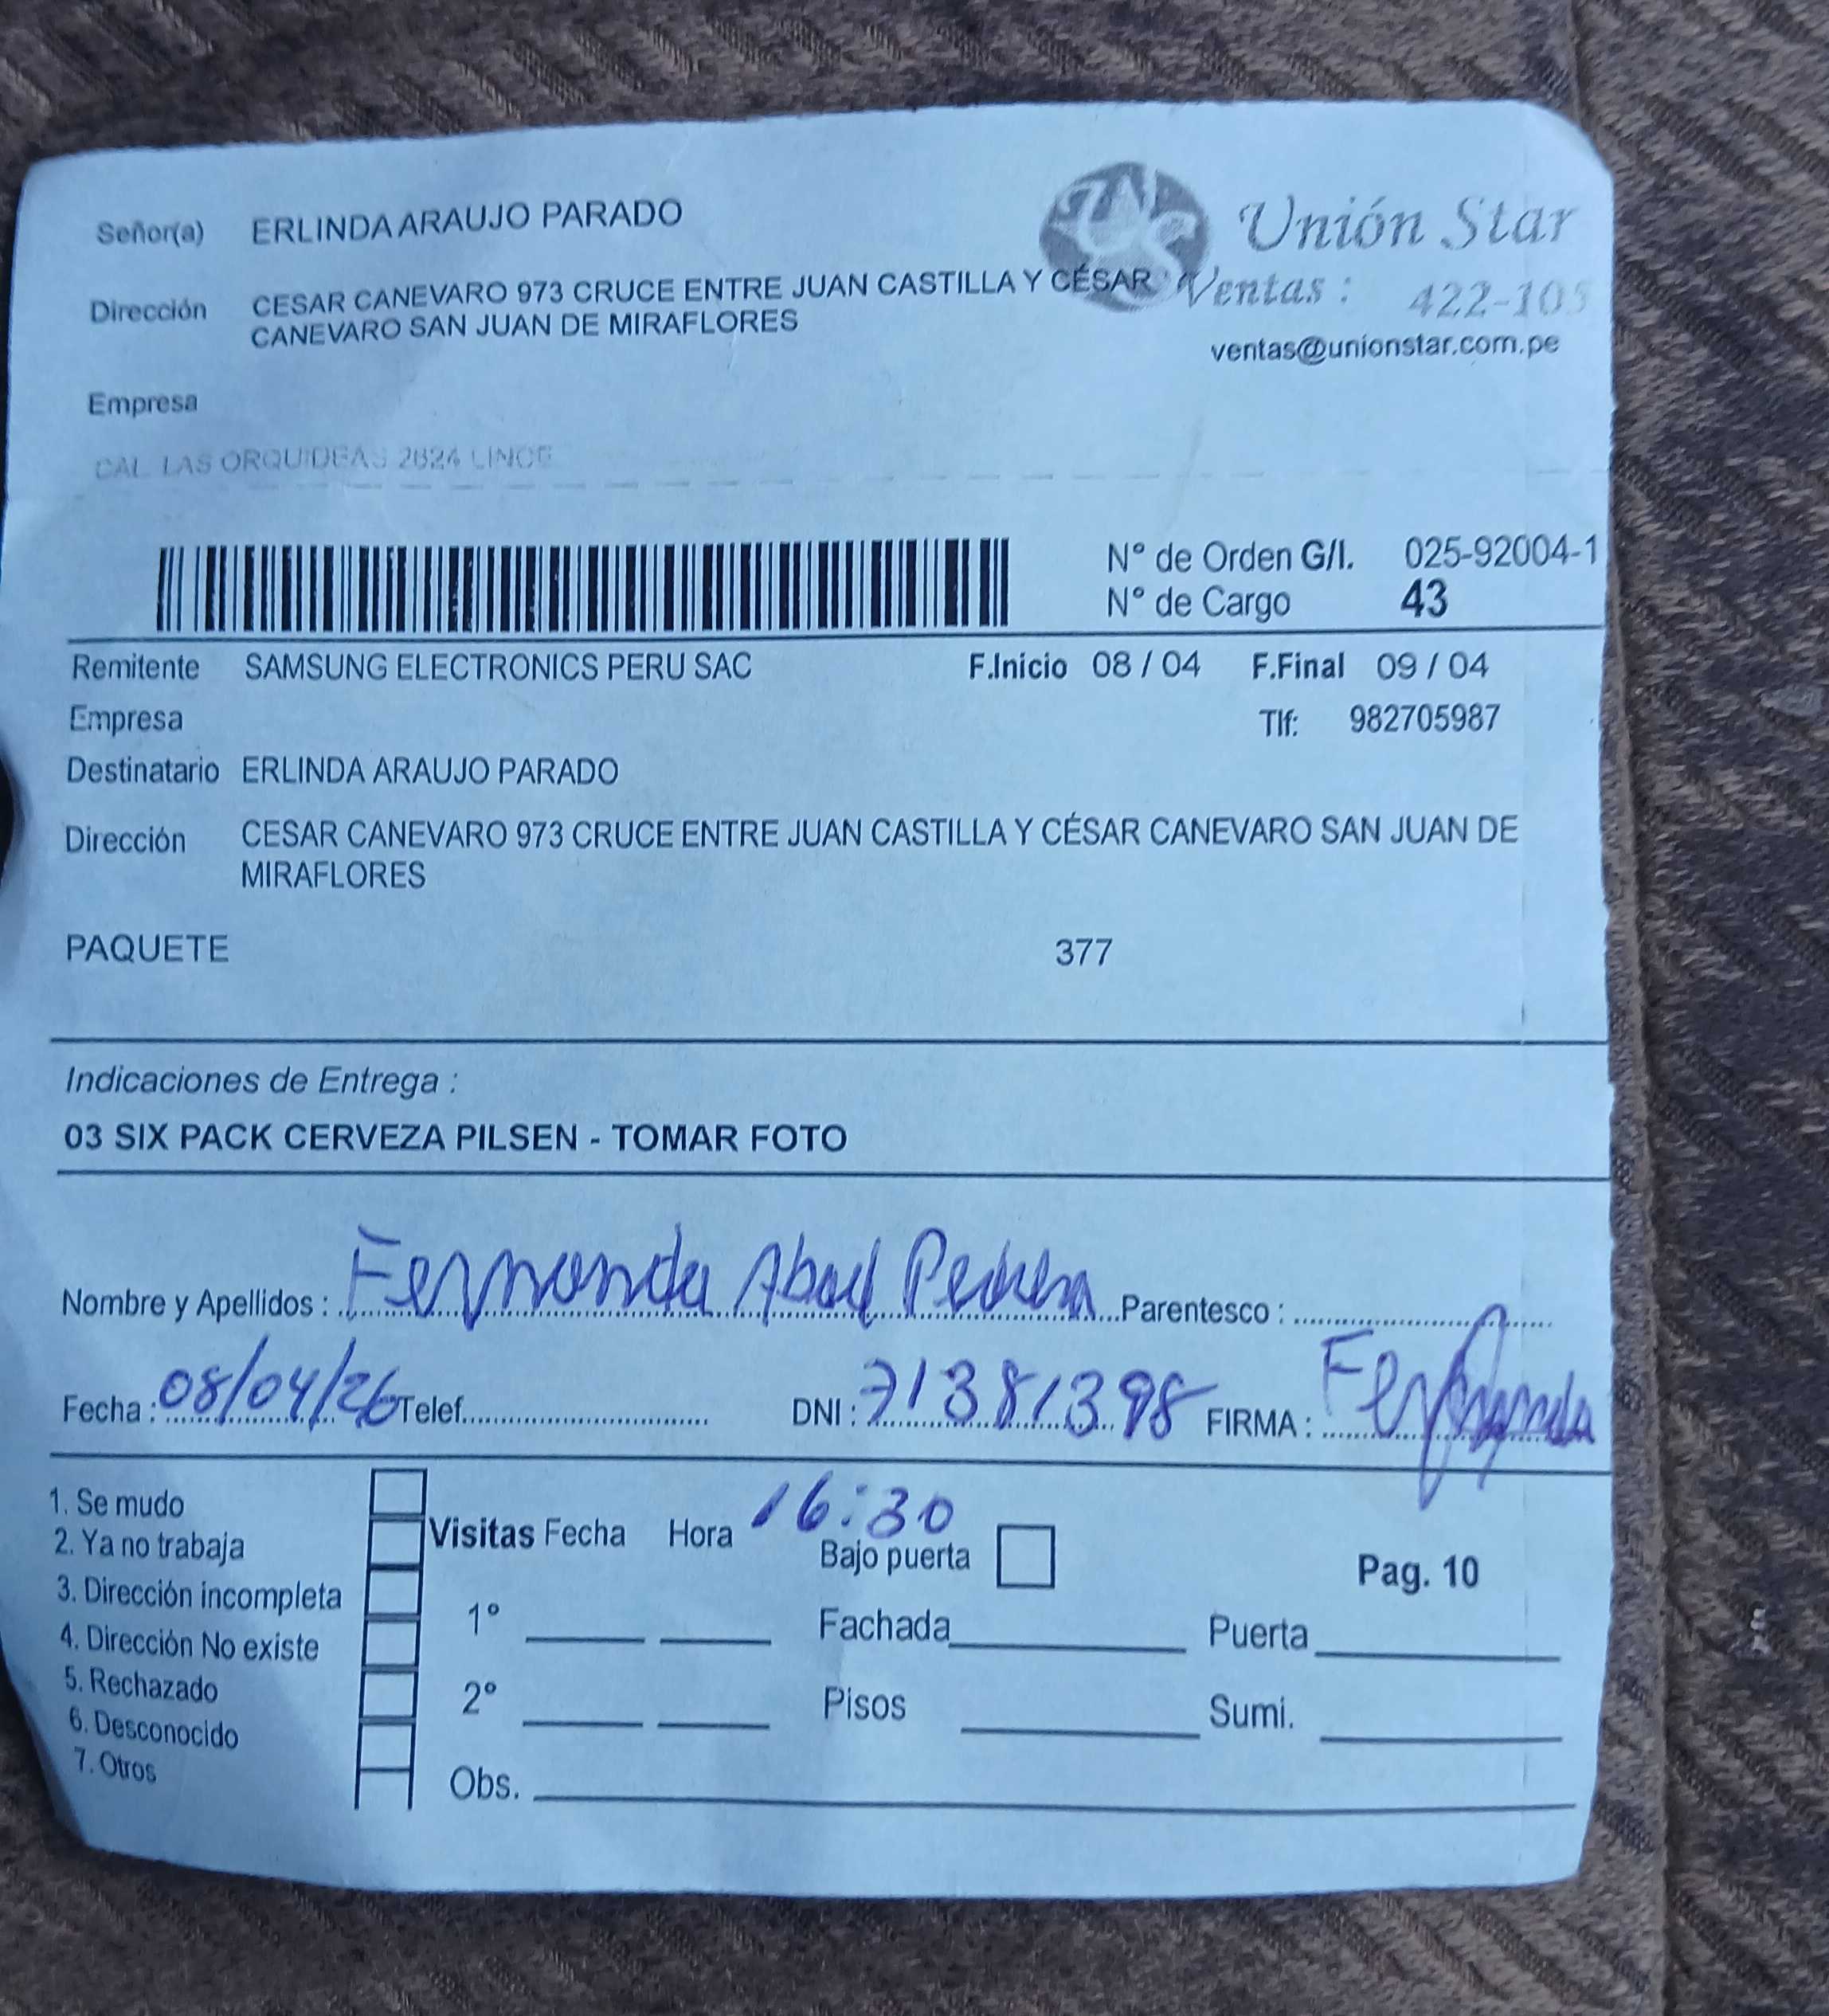 Señor(a) ERLINDA ARAUJO PARADO
Unión Star
Dirección CESAR CANEVARO 973 CRUCE ENTRE JUAN CASTILLA Y CÉSAR
CANEVARO SAN JUAN DE MIRAFLORES
Ventas : 422-105
ventas@unionstar.com.pe
Empresa
CAL. LAS ORQUIDEAS 2624 LINCE
N° de Orden G/I. 025-92004-1
N° de Cargo 43
Remitente SAMSUNG ELECTRONICS PERU SAC F.Inicio 08 / 04 F.Final 09 / 04
Empresa Tlf: 982705987
Destinatario ERLINDA ARAUJO PARADO
Dirección CESAR CANEVARO 973 CRUCE ENTRE JUAN CASTILLA Y CÉSAR CANEVARO SAN JUAN DE
MIRAFLORES
PAQUETE 377
Indicaciones de Entrega :
03 SIX PACK CERVEZA PILSEN - TOMAR FOTO
Nombre y Apellidos : Fernanda Abad Parentesco :
Fecha : 08/04/26 Telef. DNI : 71381398 FIRMA : Fernanda
1. Se mudo
2. Ya no trabaja
3. Dirección incompleta
4. Dirección No existe
5. Rechazado
6. Desconocido
7. Otros
Visitas Fecha Hora 16:30
Bajo puerta
Pag. 10
1° Fachada Puerta
2° Pisos Sumi.
Obs.